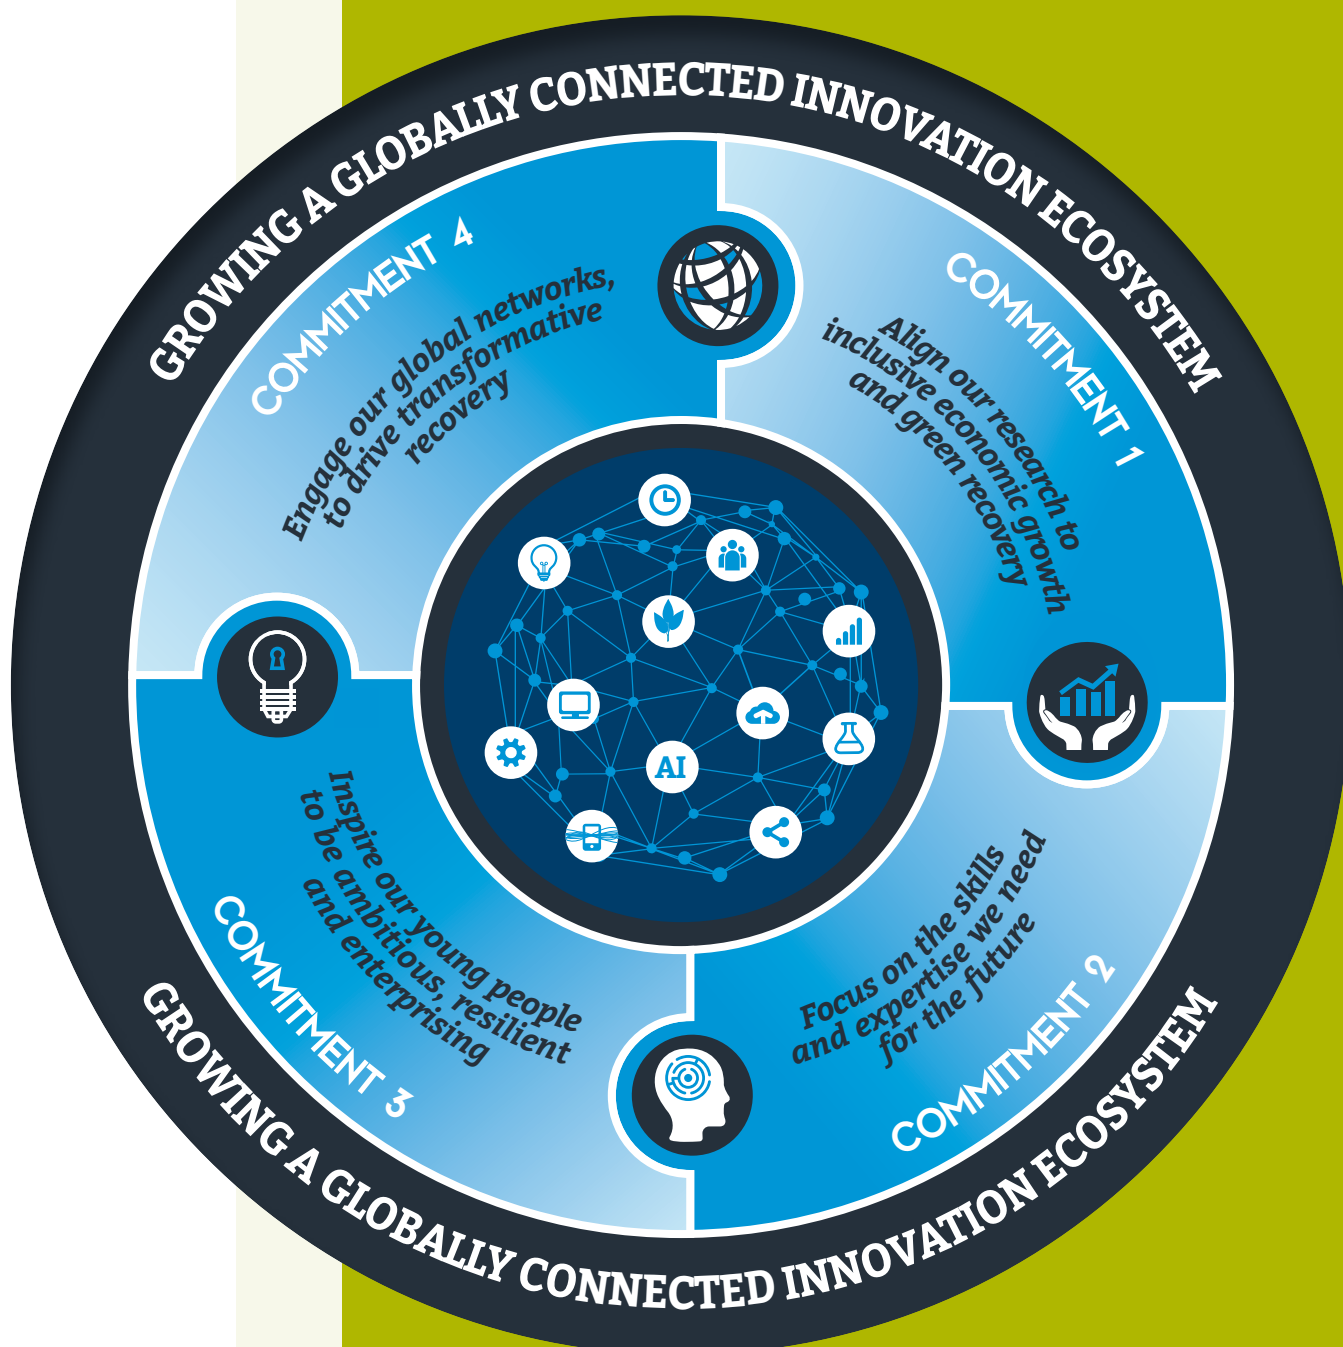 GROWING A GLOBALLY CONNECTED INNOVATION ECOSYSTEM
COMMITMENT 1
Align our research to
inclusive economic growth
and green recovery
COMMITMENT 2
Focus on the skills
and expertise we need
for the future
COMMITMENT 3
Inspire our young people
to be ambitious, resilient
and enterprising
COMMITMENT 4
Engage our global networks,
to drive transformative
recovery
AI
GROWING A GLOBALLY CONNECTED INNOVATION ECOSYSTEM